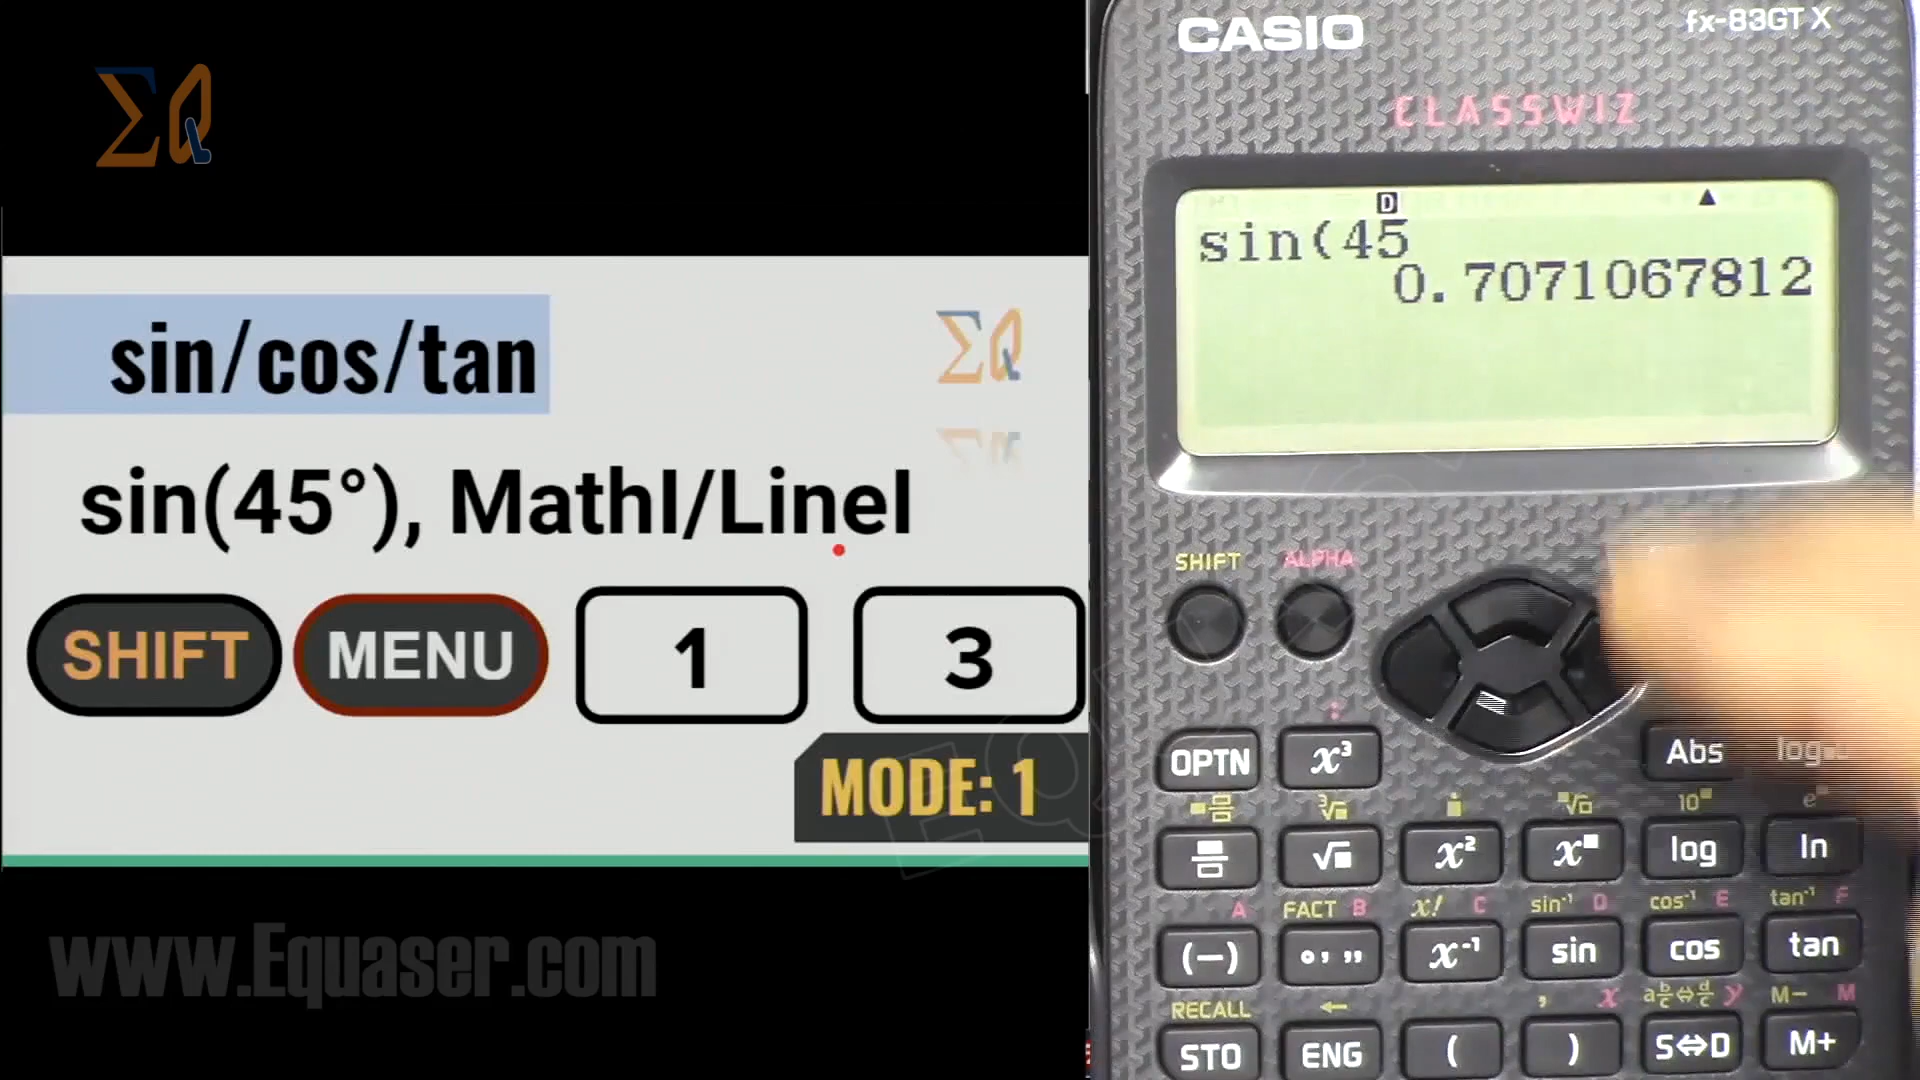 ΣQ
sin/cos/tan
ΣQ
sin(45°), MathI/LineI
SHIFT MENU 1 3
MODE: 1
www.Equaser.com
CASIO fx-83GT X
CLASSWIZ
D ▲
sin(45
0.7071067812
SHIFT ALPHA
:
OPTN x³ Abs
10■ e■
√■ x² x■ log ln
A FACT B x! C sin⁻¹ D cos⁻¹ E tan⁻¹ F
(−) ° ’ ” x⁻¹ sin cos tan
RECALL ← , x a b/c⇔d/c y M− M
STO ENG ( ) S⇔D M+